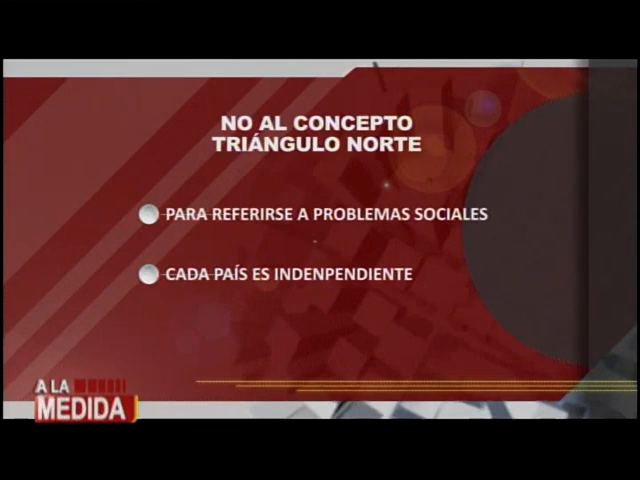 NO AL CONCEPTO
TRIÁNGULO NORTE
PARA REFERIRSE A PROBLEMAS SOCIALES
CADA PAÍS ES INDENPENDIENTE
A LA
MEDIDA